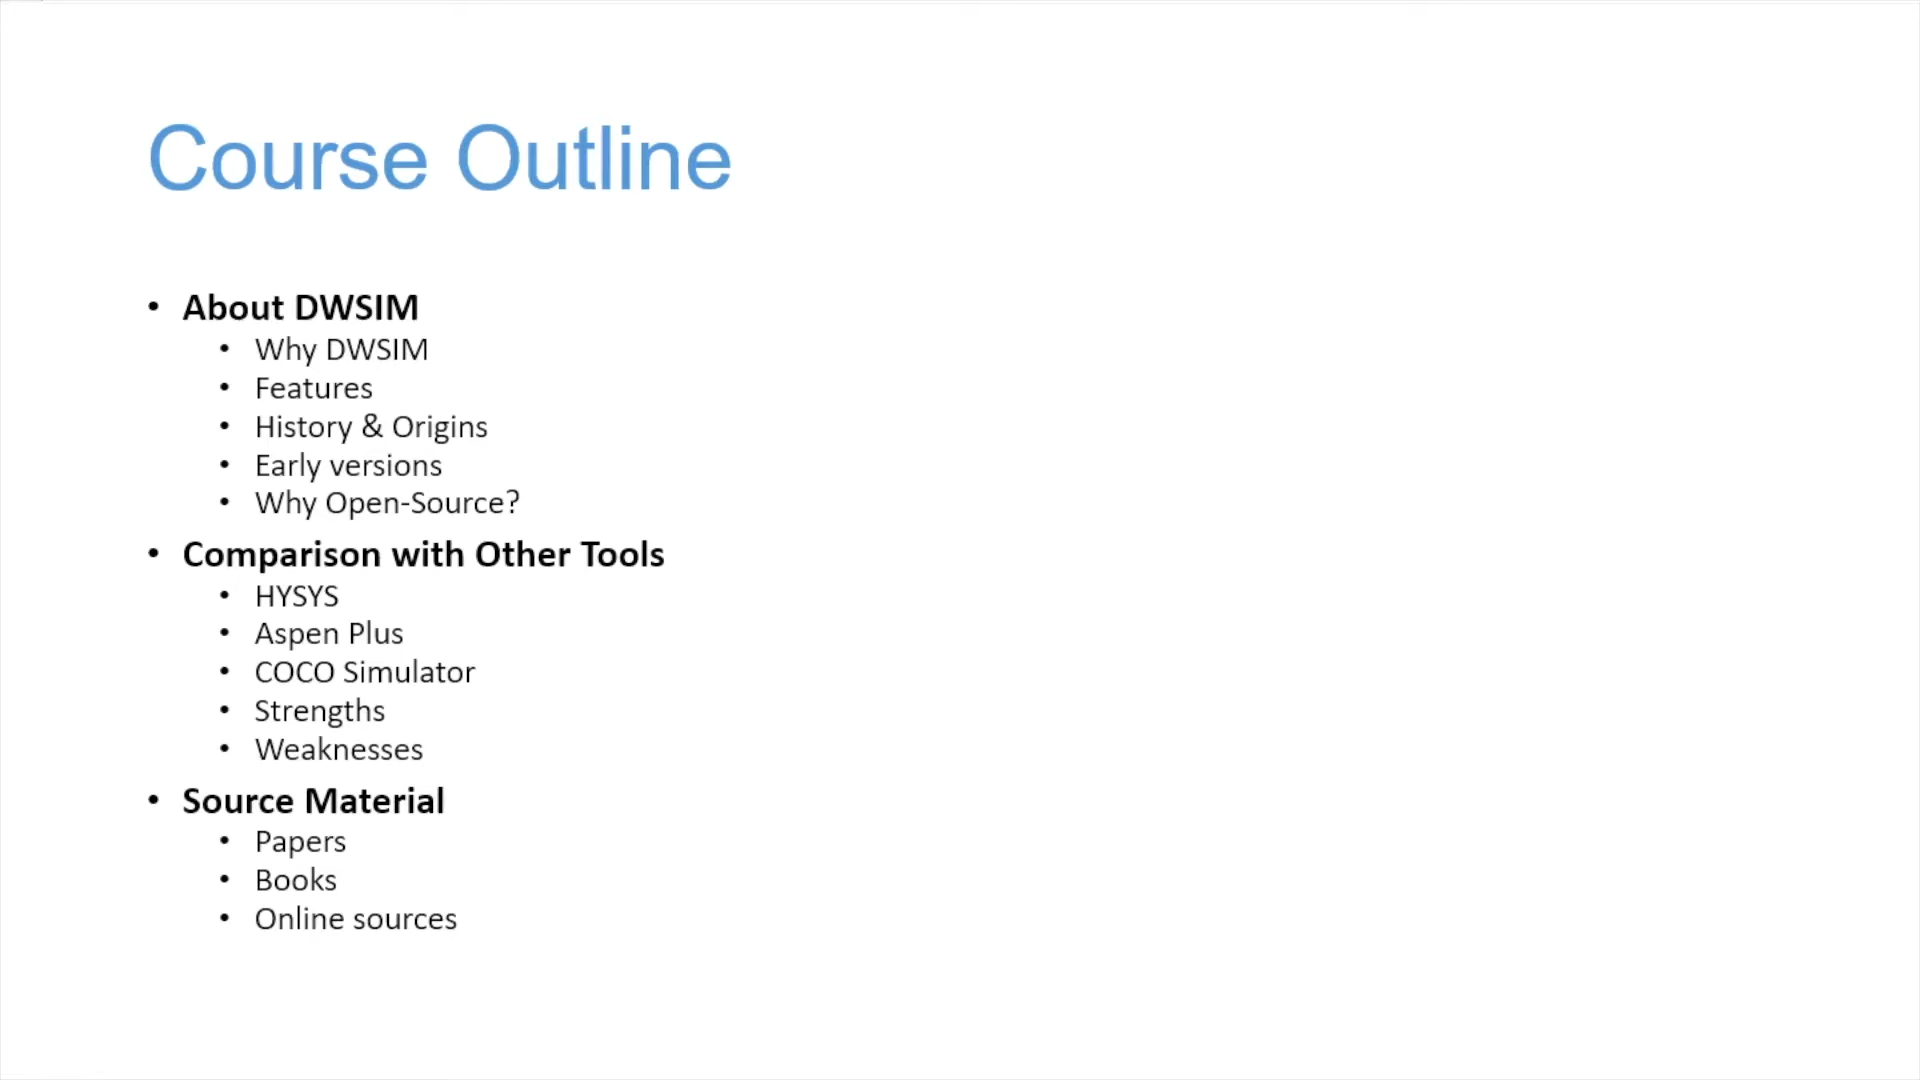 Course Outline
• About DWSIM
• Why DWSIM
• Features
• History & Origins
• Early versions
• Why Open-Source?
• Comparison with Other Tools
• HYSYS
• Aspen Plus
• COCO Simulator
• Strengths
• Weaknesses
• Source Material
• Papers
• Books
• Online sources